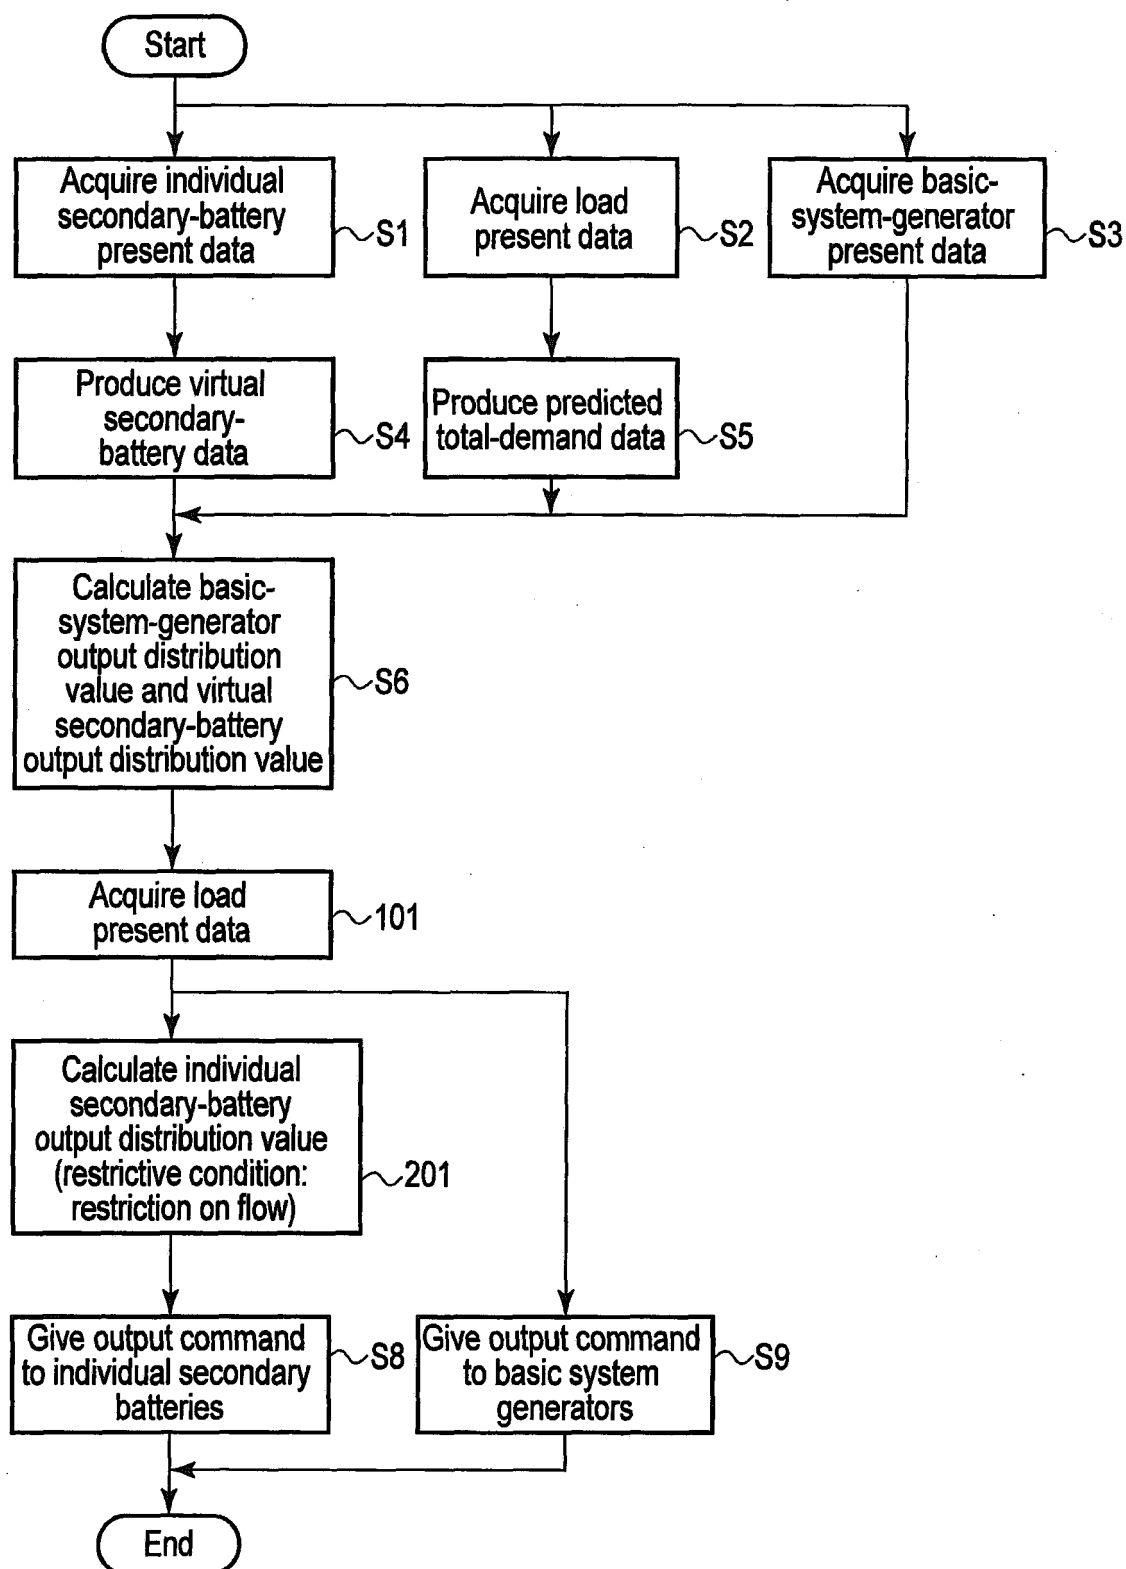 Start
Acquire individual
secondary-battery
present data
S1
Acquire load
present data
S2
Acquire basic-
system-generator
present data
S3
Produce virtual
secondary-
battery data
S4
Produce predicted
total-demand data
S5
Calculate basic-
system-generator
output distribution
value and virtual
secondary-battery
output distribution value
S6
Acquire load
present data
101
Calculate individual
secondary-battery
output distribution value
(restrictive condition:
restriction on flow)
201
Give output command
to individual secondary
batteries
S8
Give output command
to basic system
generators
S9
End